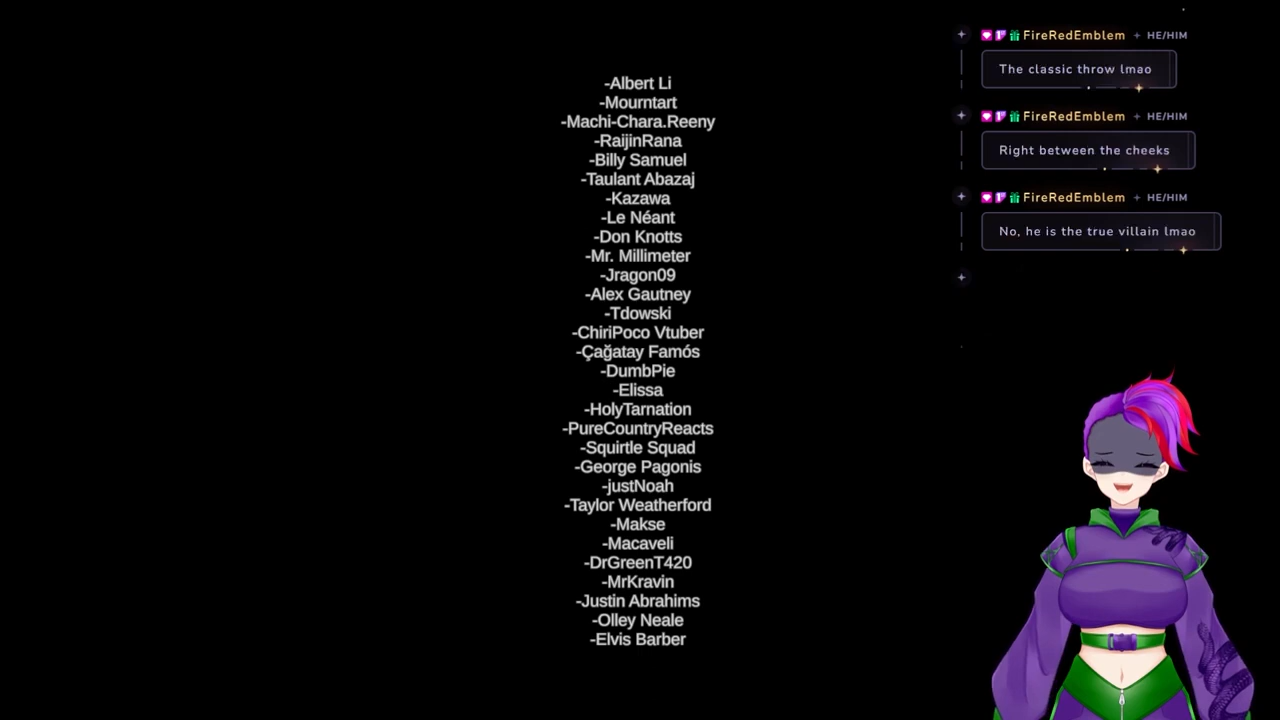 -Albert Li
-Mourntart
-Machi-Chara.Reeny
-RaijinRana
-Billy Samuel
-Taulant Abazaj
-Kazawa
-Le Néant
-Don Knotts
-Mr. Millimeter
-Jragon09
-Alex Gautney
-Tdowski
-ChiriPoco Vtuber
-Çağatay Famós
-DumbPie
-Elissa
-HolyTarnation
-PureCountryReacts
-Squirtle Squad
-George Pagonis
-justNoah
-Taylor Weatherford
-Makse
-Macaveli
-DrGreenT420
-MrKravin
-Justin Abrahims
-Olley Neale
-Elvis Barber
FireRedEmblem + HE/HIM
The classic throw lmao
FireRedEmblem + HE/HIM
Right between the cheeks
FireRedEmblem + HE/HIM
No, he is the true villain lmao